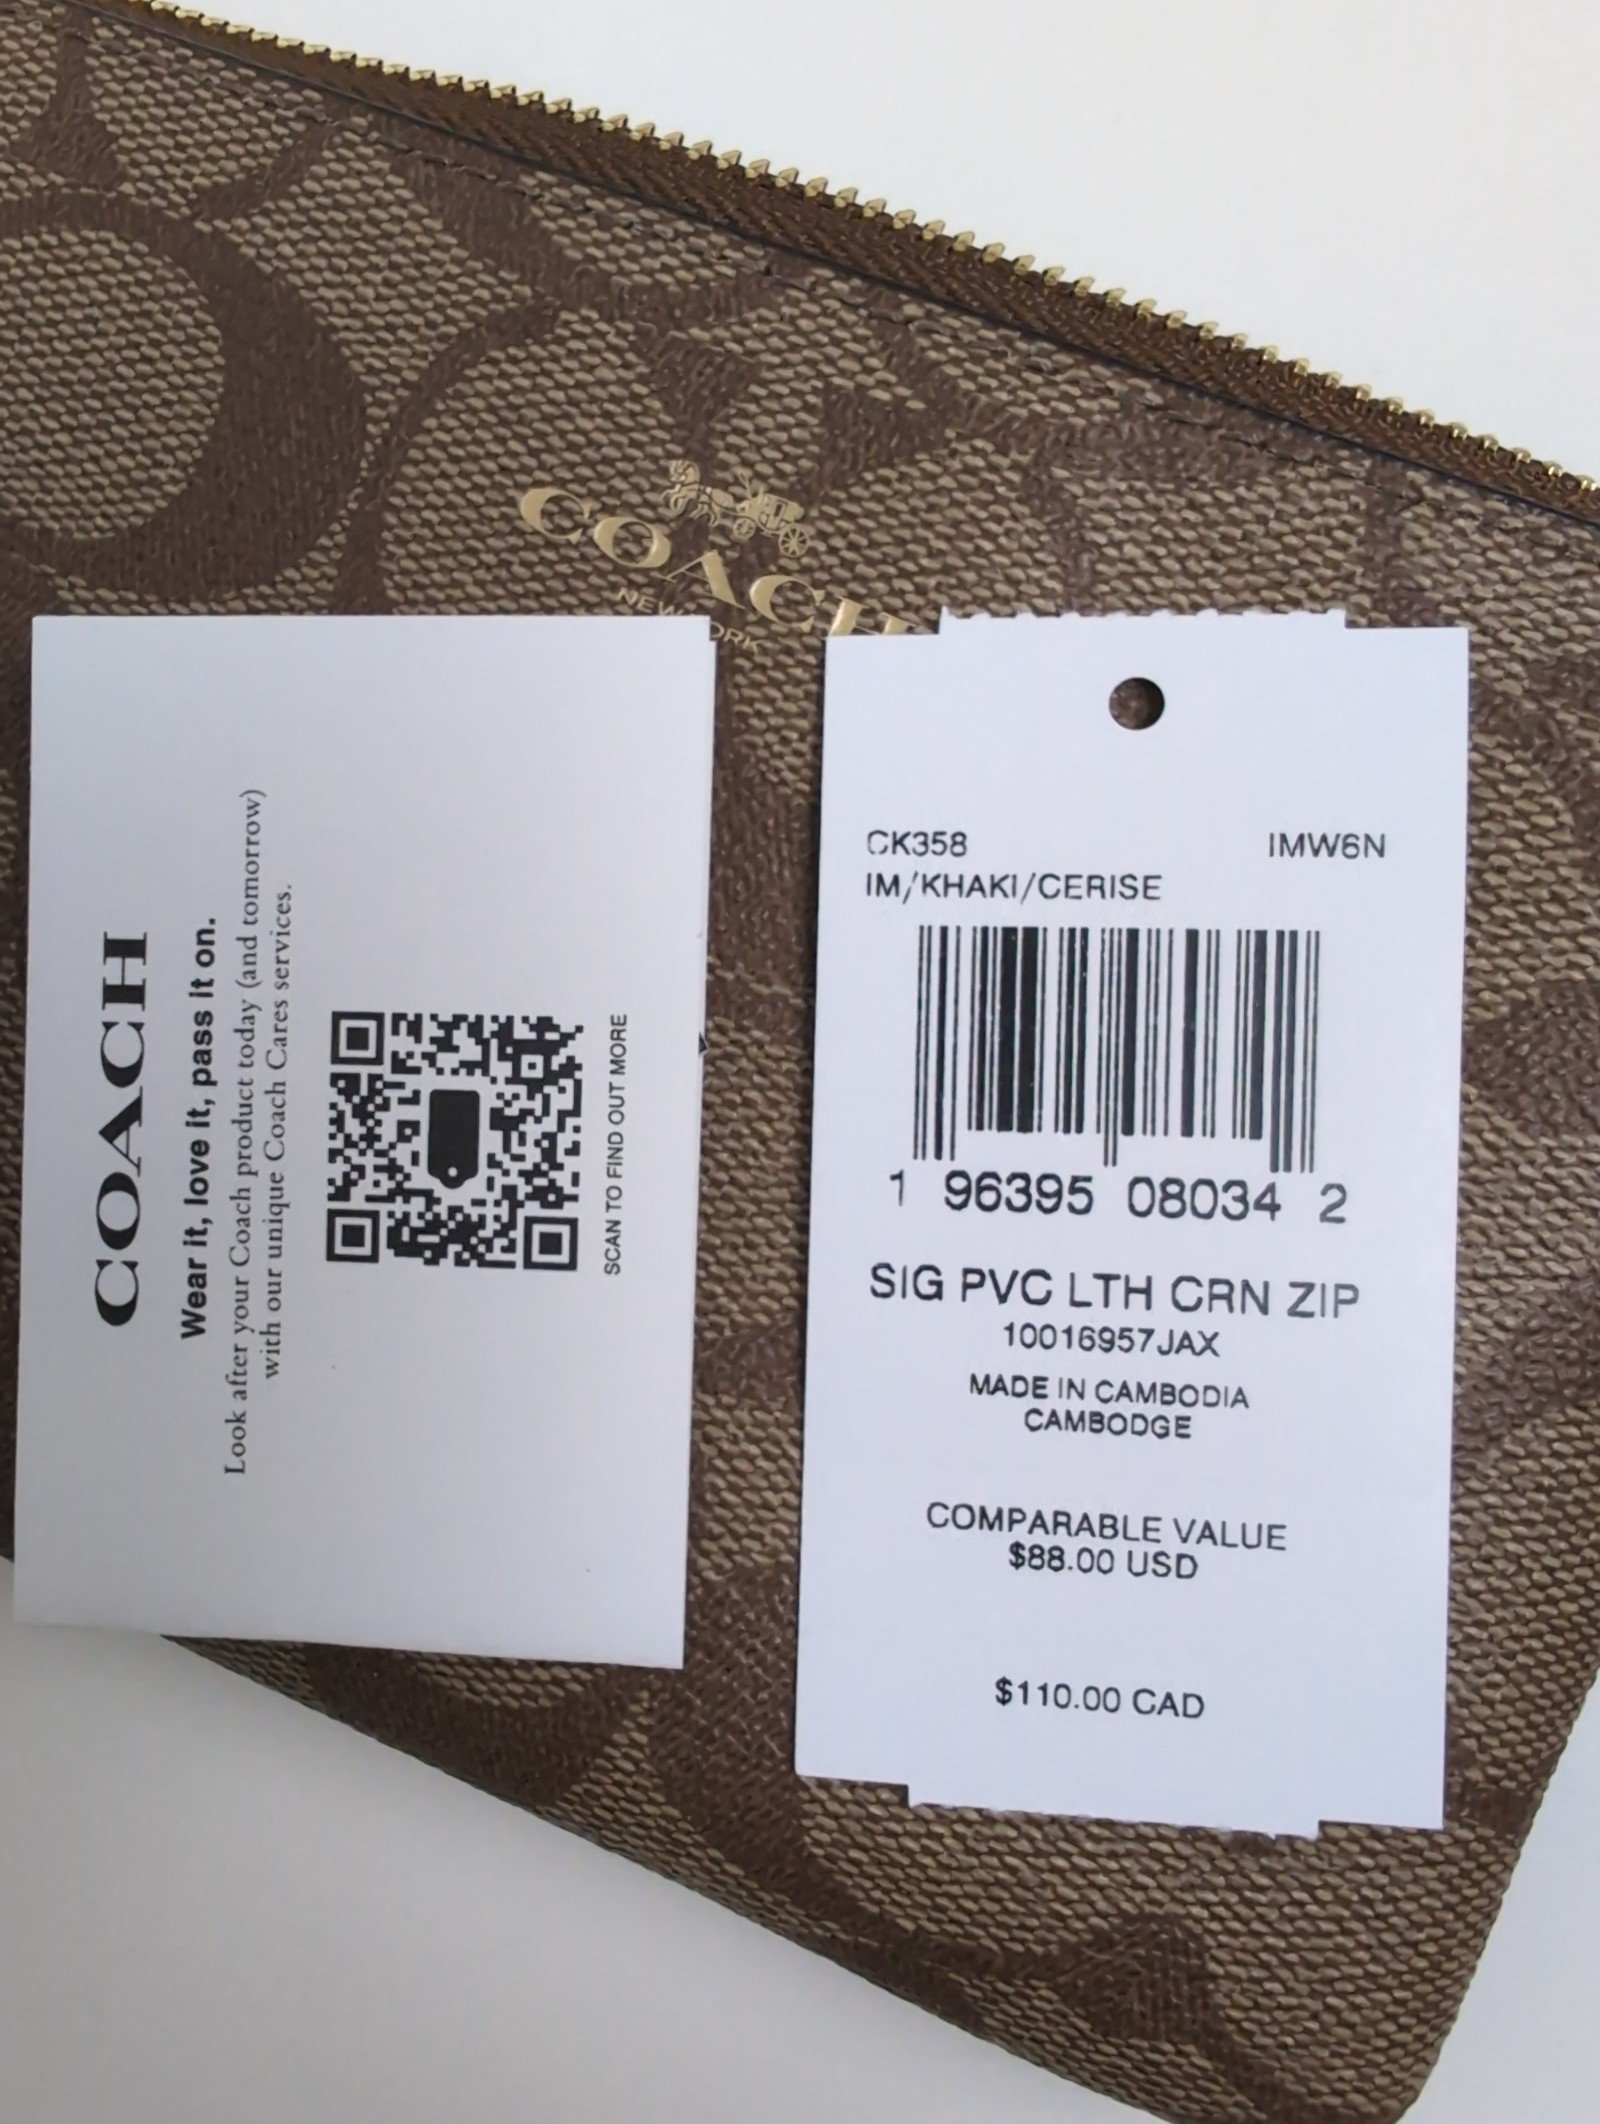 COACH
NEW YORK
COACH
Wear it, love it, pass it on.
Look after your Coach product today (and tomorrow)
with our unique Coach Cares services.
SCAN TO FIND OUT MORE
CK358 IMW6N
IM/KHAKI/CERISE
1 96395 08034 2
SIG PVC LTH CRN ZIP
10016957JAX
MADE IN CAMBODIA
CAMBODGE
COMPARABLE VALUE
$88.00 USD
$110.00 CAD